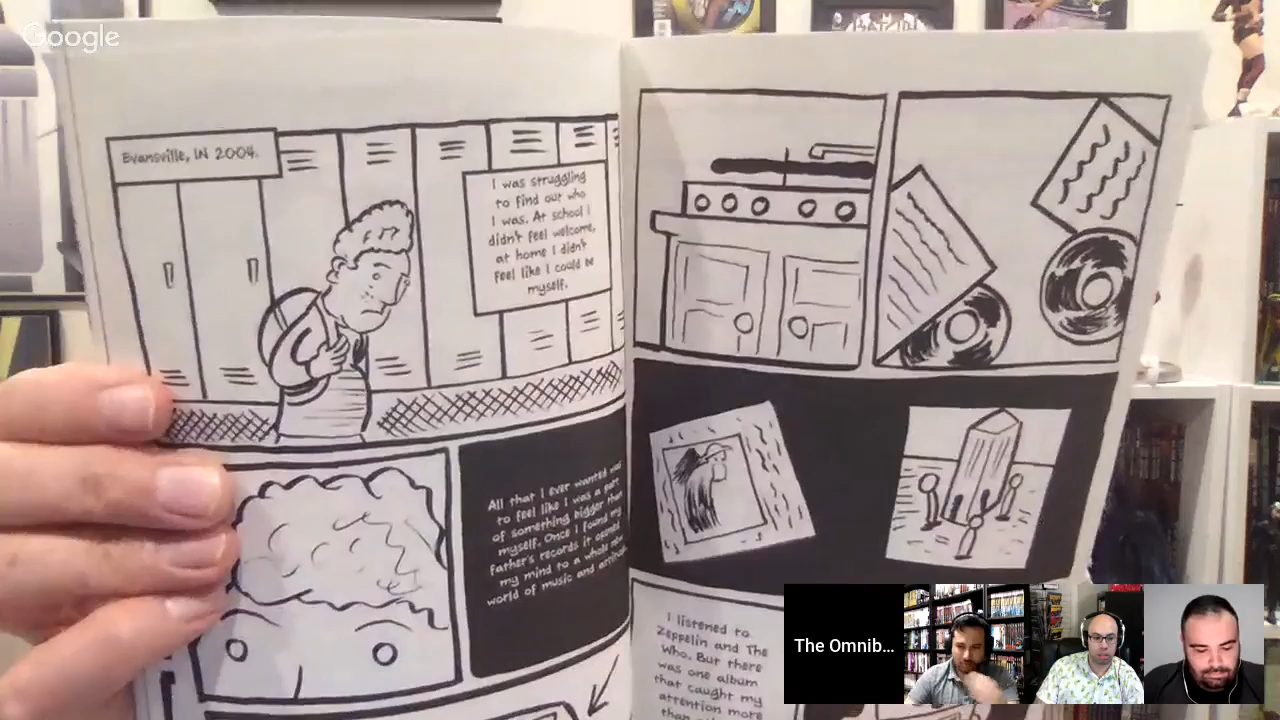 Google
Evansville, IN 2004.
I was struggling
to find out who
I was. At school I
didn't feel welcome,
at home I didn't
feel like I could be
myself.
All that I ever wanted was
to feel like I was a part
of something bigger than
myself. Once I found my
father's records it opened
my mind to a whole new
world of music and
I listened to
Zeppelin and The
Who. But there
was one album
that caught my
attention more
than
The Omnib...